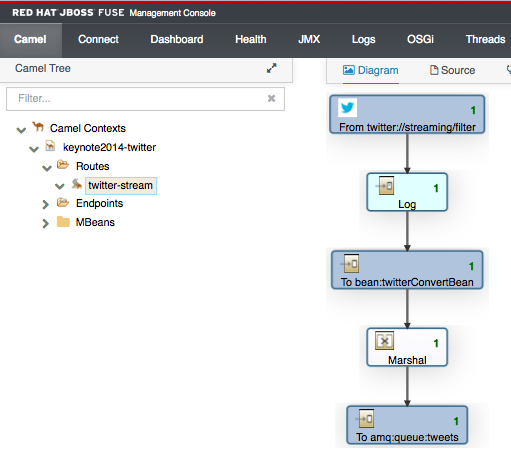 RED HAT JBOSS FUSE Management Console
Camel Connect Dashboard Health JMX Logs OSGi Threads
Camel Tree
Diagram Source
Filter...
Camel Contexts
keynote2014-twitter
Routes
twitter-stream
Endpoints
MBeans
1
From twitter://streaming/filter
1
Log
1
To bean:twitterConvertBean
1
Marshal
1
To amq:queue:tweets